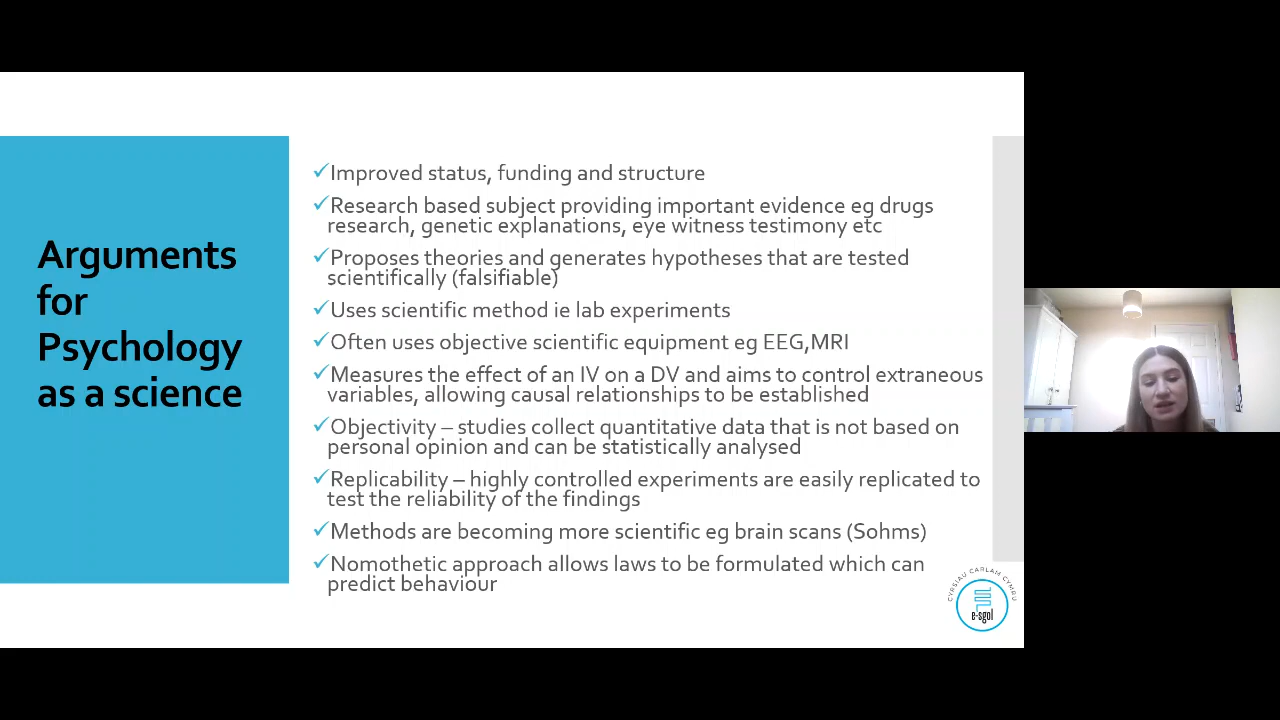 Arguments
for
Psychology
as a science
✓Improved status, funding and structure
✓Research based subject providing important evidence eg drugs
research, genetic explanations, eye witness testimony etc
✓Proposes theories and generates hypotheses that are tested
scientifically (falsifiable)
✓Uses scientific method ie lab experiments
✓Often uses objective scientific equipment eg EEG,MRI
✓Measures the effect of an IV on a DV and aims to control extraneous
variables, allowing causal relationships to be established
✓Objectivity – studies collect quantitative data that is not based on
personal opinion and can be statistically analysed
✓Replicability – highly controlled experiments are easily replicated to
test the reliability of the findings
✓Methods are becoming more scientific eg brain scans (Sohms)
✓Nomothetic approach allows laws to be formulated which can
predict behaviour
CYRSIAU CARLAM CYMRU
e-sgol